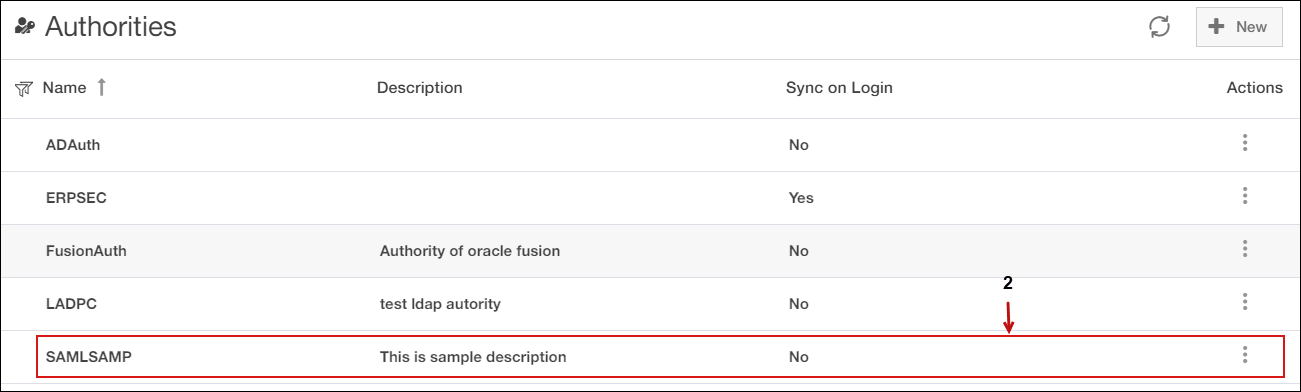 Authorities
New
Name Description Sync on Login Actions
ADAuth No
ERPSEC Yes
FusionAuth Authority of oracle fusion No
2
LADPC test ldap autority No
SAMLSAMP This is sample description No